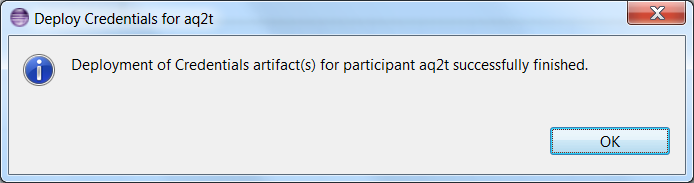 Deploy Credentials for aq2t
Deployment of Credentials artifact(s) for participant aq2t successfully finished.
OK